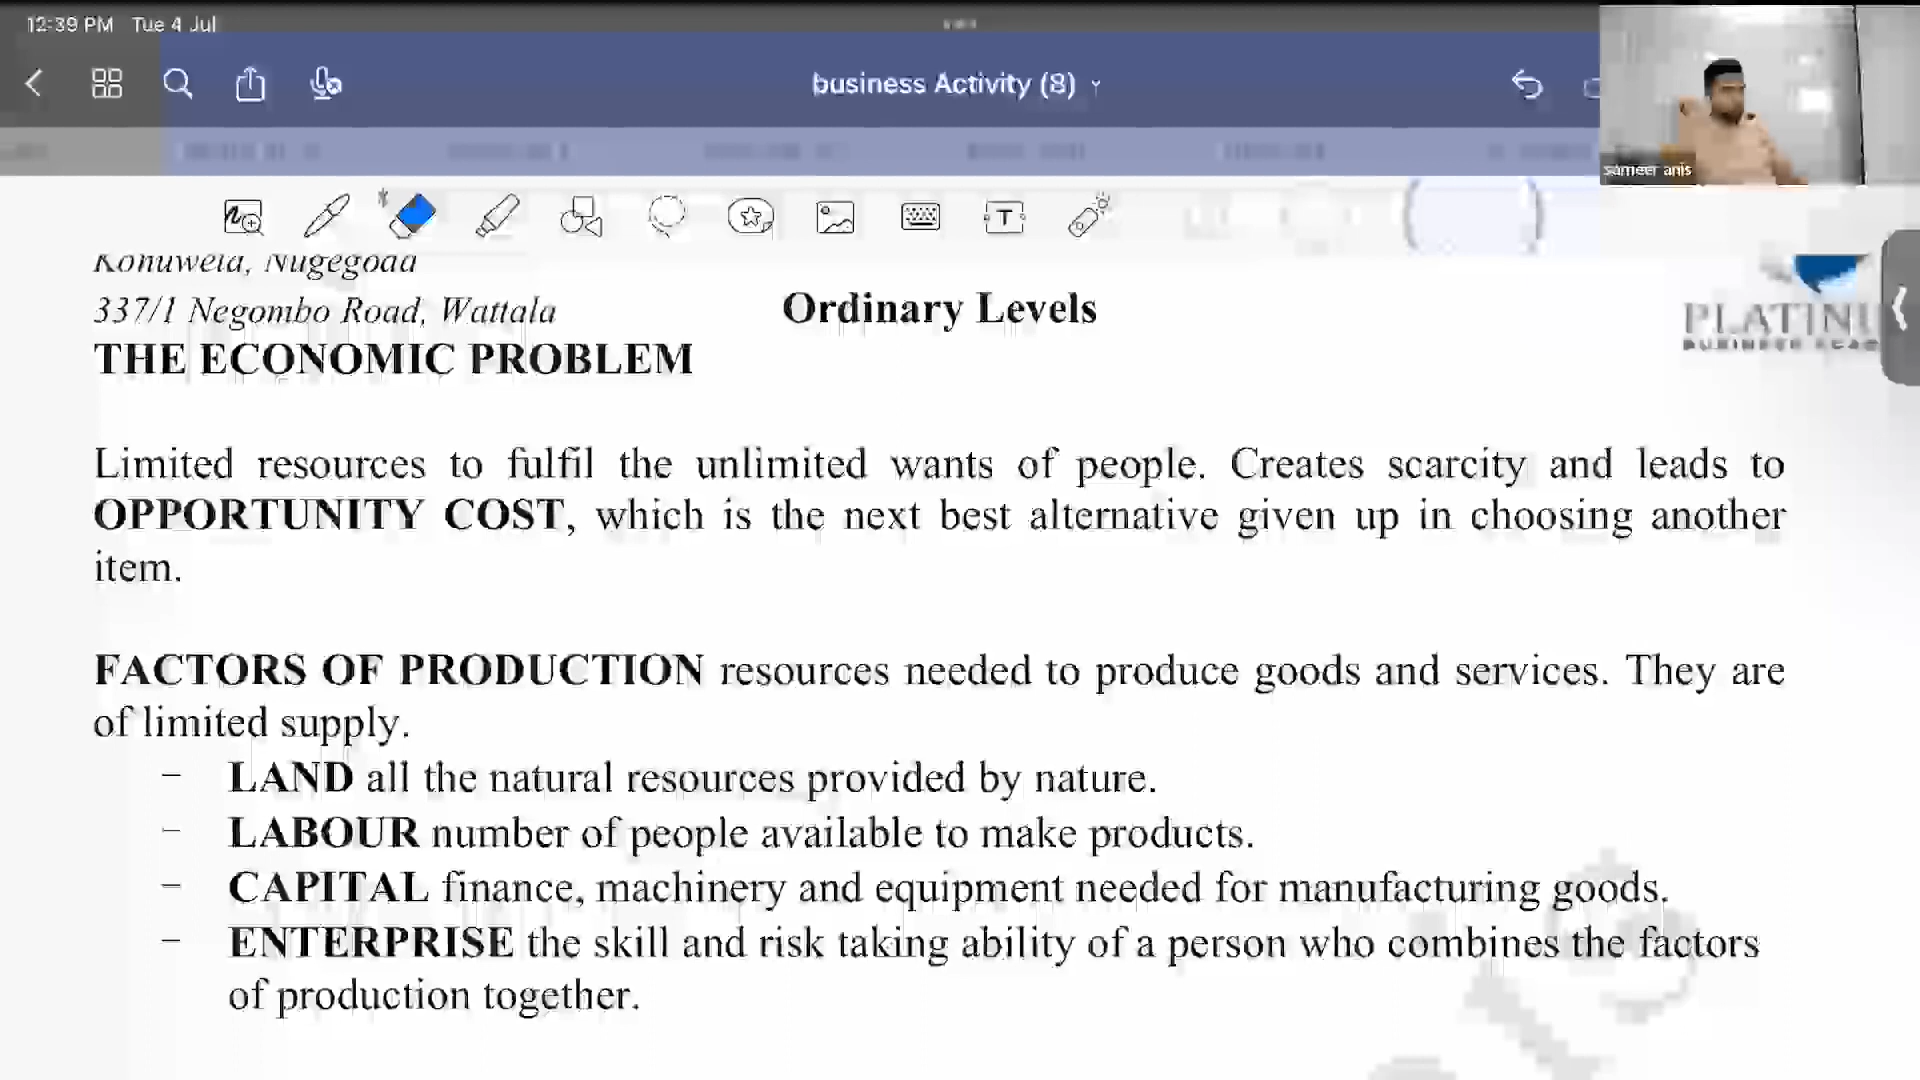 12:39 PM Tue 4 Jul
business Activity (8)
sameer anis
Konuwela, Nugegoda
337/1 Negombo Road, Wattala
Ordinary Levels
PLATINU
THE ECONOMIC PROBLEM
Limited resources to fulfil the unlimited wants of people. Creates scarcity and leads to
OPPORTUNITY COST, which is the next best alternative given up in choosing another
item.
FACTORS OF PRODUCTION resources needed to produce goods and services. They are
of limited supply.
– LAND all the natural resources provided by nature.
– LABOUR number of people available to make products.
– CAPITAL finance, machinery and equipment needed for manufacturing goods.
– ENTERPRISE the skill and risk taking ability of a person who combines the factors
of production together.